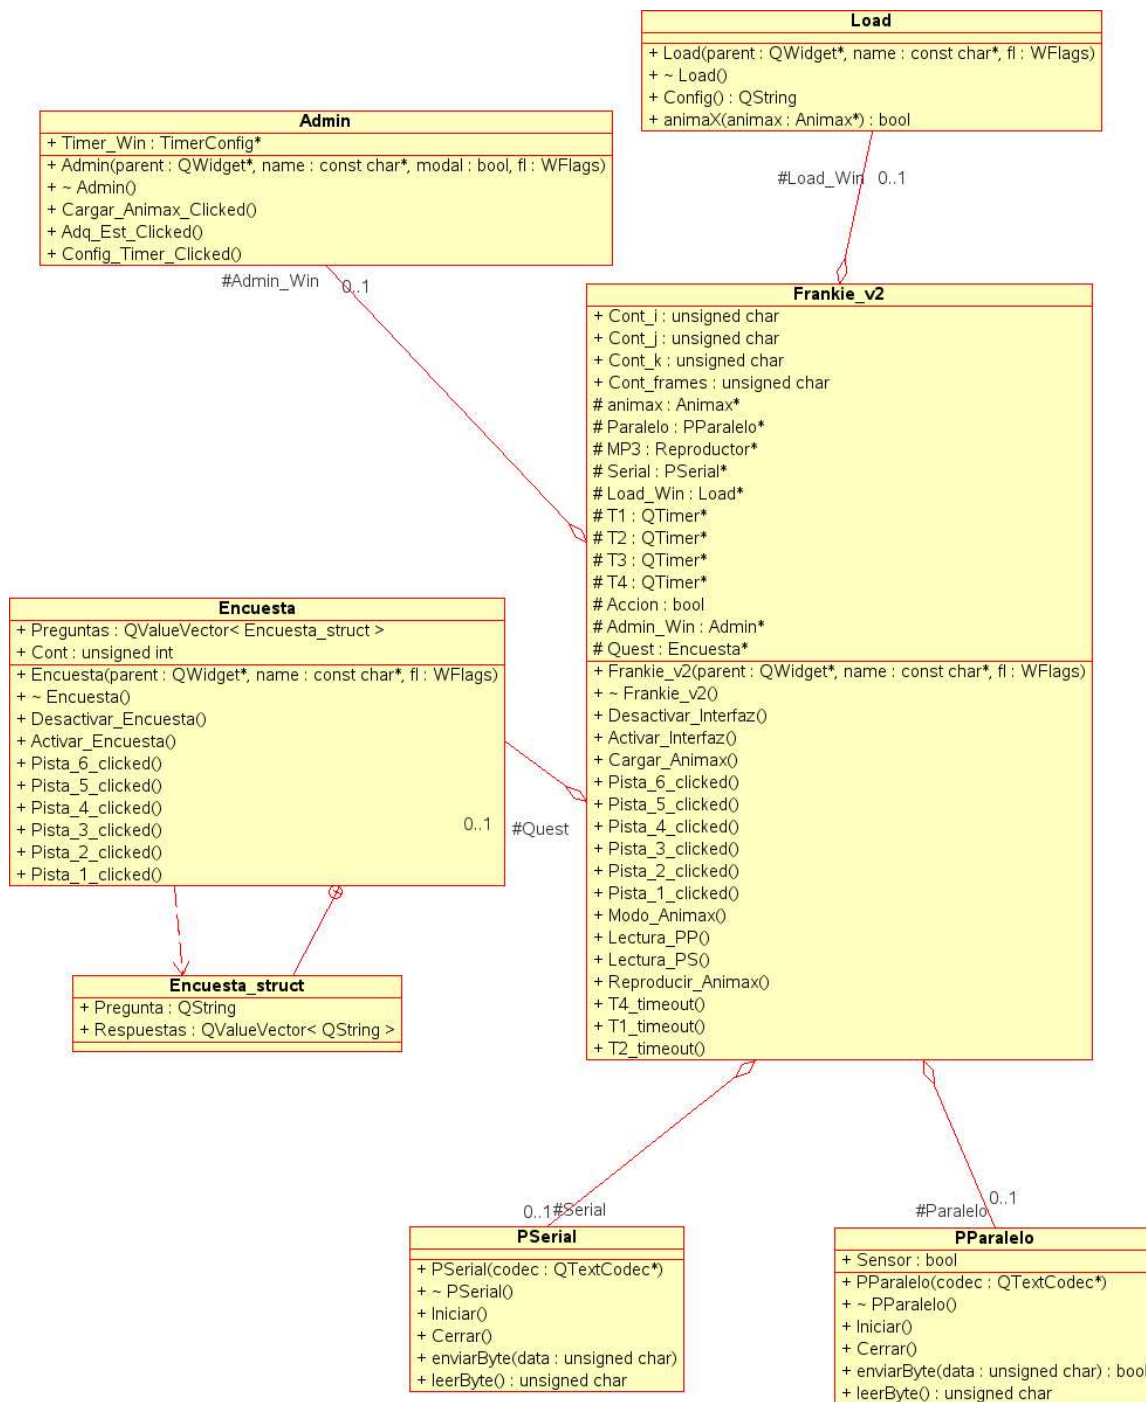 Load
+ Load(parent : QWidget*, name : const char*, fl : WFlags)
+ ~ Load()
+ Config() : QString
+ animaX(animax : Animax*) : bool
#Load_Win 0..1
Admin
+ Timer_Win : TimerConfig*
+ Admin(parent : QWidget*, name : const char*, modal : bool, fl : WFlags)
+ ~ Admin()
+ Cargar_Animax_Clicked()
+ Adq_Est_Clicked()
+ Config_Timer_Clicked()
#Admin_Win 0..1
Frankie_v2
+ Cont_i : unsigned char
+ Cont_j : unsigned char
+ Cont_k : unsigned char
+ Cont_frames : unsigned char
# animax : Animax*
# Paralelo : PParalelo*
# MP3 : Reproductor*
# Serial : PSerial*
# Load_Win : Load*
# T1 : QTimer*
# T2 : QTimer*
# T3 : QTimer*
# T4 : QTimer*
# Accion : bool
# Admin_Win : Admin*
# Quest : Encuesta*
+ Frankie_v2(parent : QWidget*, name : const char*, fl : WFlags)
+ ~ Frankie_v2()
+ Desactivar_Interfaz()
+ Activar_Interfaz()
+ Cargar_Animax()
+ Pista_6_clicked()
+ Pista_5_clicked()
+ Pista_4_clicked()
+ Pista_3_clicked()
+ Pista_2_clicked()
+ Pista_1_clicked()
+ Modo_Animax()
+ Lectura_PP()
+ Lectura_PS()
+ Reproducir_Animax()
+ T4_timeout()
+ T1_timeout()
+ T2_timeout()
Encuesta
+ Preguntas : QValueVector< Encuesta_struct >
+ Cont : unsigned int
+ Encuesta(parent : QWidget*, name : const char*, fl : WFlags)
+ ~ Encuesta()
+ Desactivar_Encuesta()
+ Activar_Encuesta()
+ Pista_6_clicked()
+ Pista_5_clicked()
+ Pista_4_clicked()
+ Pista_3_clicked()
+ Pista_2_clicked()
+ Pista_1_clicked()
0..1 #Quest
Encuesta_struct
+ Pregunta : QString
+ Respuestas : QValueVector< QString >
0..1 #Serial
PSerial
+ PSerial(codec : QTextCodec*)
+ ~ PSerial()
+ Iniciar()
+ Cerrar()
+ enviarByte(data : unsigned char)
+ leerByte() : unsigned char
0..1
#Paralelo
PParalelo
+ Sensor : bool
+ PParalelo(codec : QTextCodec*)
+ ~ PParalelo()
+ Iniciar()
+ Cerrar()
+ enviarByte(data : unsigned char) : bool
+ leerByte() : unsigned char